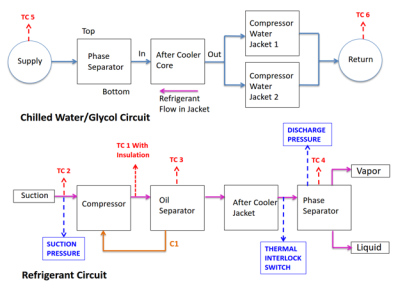 TC 5
TC 6
Top
Supply
Phase
Separator
In
After Cooler
Core
Out
Compressor
Water
Jacket 1
Compressor
Water
Jacket 2
Return
Bottom
Refrigerant
Flow in Jacket
Chilled Water/Glycol Circuit
DISCHARGE
PRESSURE
TC 1 With
Insulation
TC 2
TC 3
TC 4
Suction
Compressor
Oil
Separator
After Cooler
Jacket
Phase
Separator
Vapor
Liquid
C1
SUCTION
PRESSURE
THERMAL
INTERLOCK
SWITCH
Refrigerant Circuit